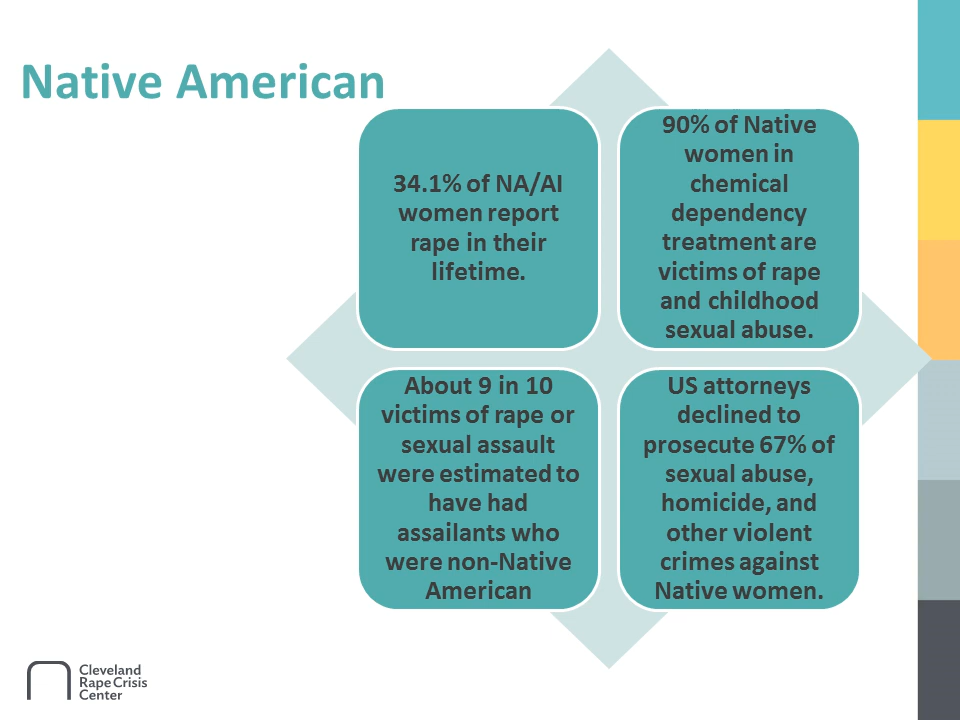 Native American
34.1% of NA/AI
women report
rape in their
lifetime.
90% of Native
women in
chemical
dependency
treatment are
victims of rape
and childhood
sexual abuse.
About 9 in 10
victims of rape or
sexual assault
were estimated to
have had
assailants who
were non-Native
American
US attorneys
declined to
prosecute 67% of
sexual abuse,
homicide, and
other violent
crimes against
Native women.
Cleveland
Rape Crisis
Center